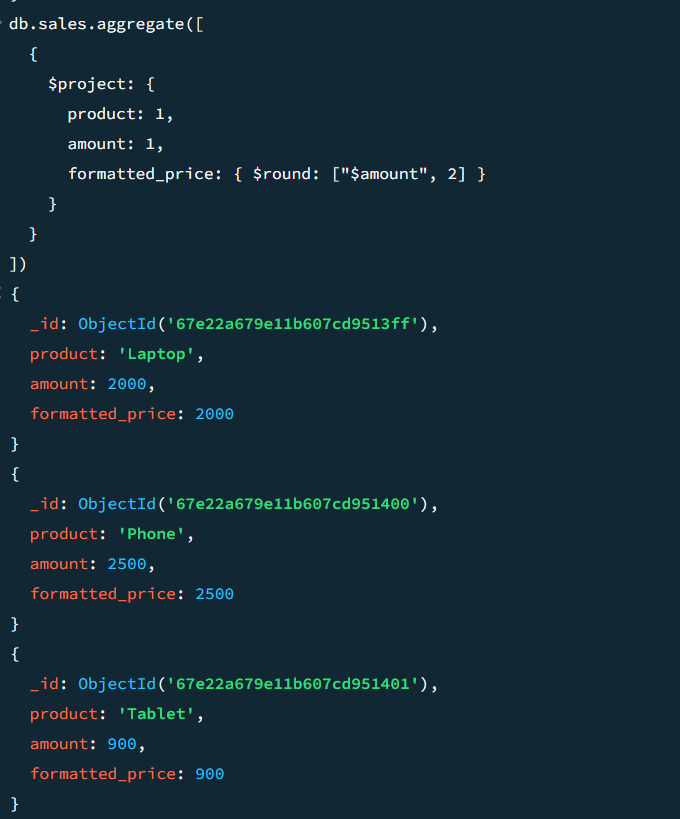 db.sales.aggregate([
  {
    $project: {
      product: 1,
      amount: 1,
      formatted_price: { $round: ["$amount", 2] }
    }
  }
])
{
  _id: ObjectId('67e22a679e11b607cd9513ff'),
  product: 'Laptop',
  amount: 2000,
  formatted_price: 2000
}
{
  _id: ObjectId('67e22a679e11b607cd951400'),
  product: 'Phone',
  amount: 2500,
  formatted_price: 2500
}
{
  _id: ObjectId('67e22a679e11b607cd951401'),
  product: 'Tablet',
  amount: 900,
  formatted_price: 900
}